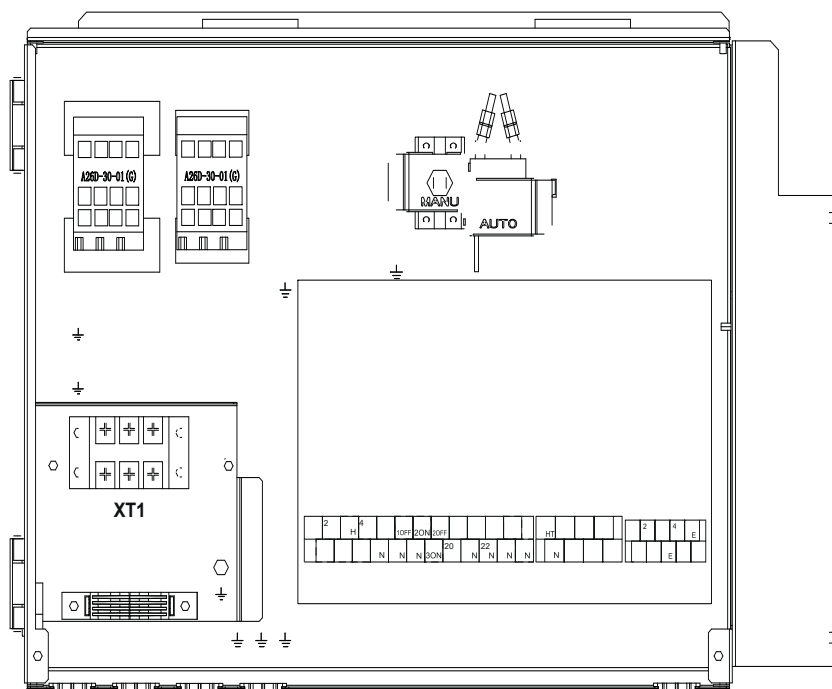 A26D-30-01(G) A26D-30-01(G)
MANU
AUTO
XT1
2 4
H 1OFF 2ON 2OFF
20 22
N N N 3ON N N N N
HT
N
2 4
E
E